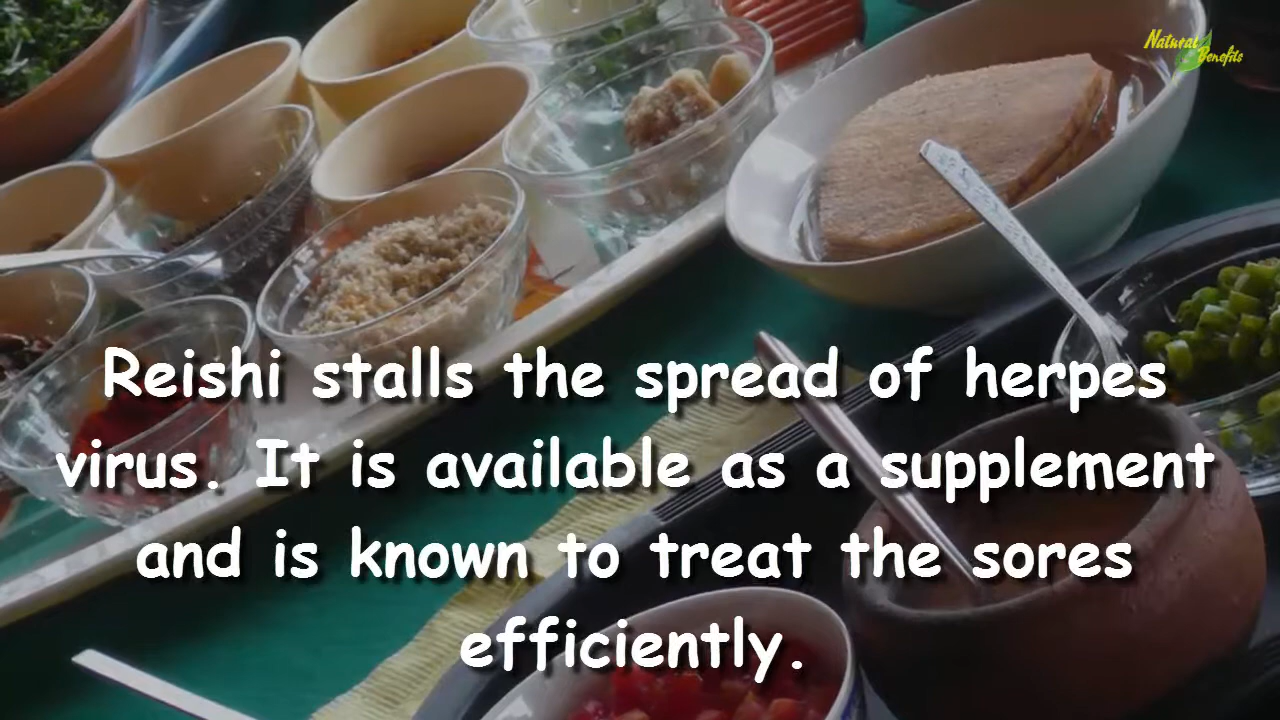 Natural
Benefits
Reishi stalls the spread of herpes
virus. It is available as a supplement
and is known to treat the sores
efficiently.